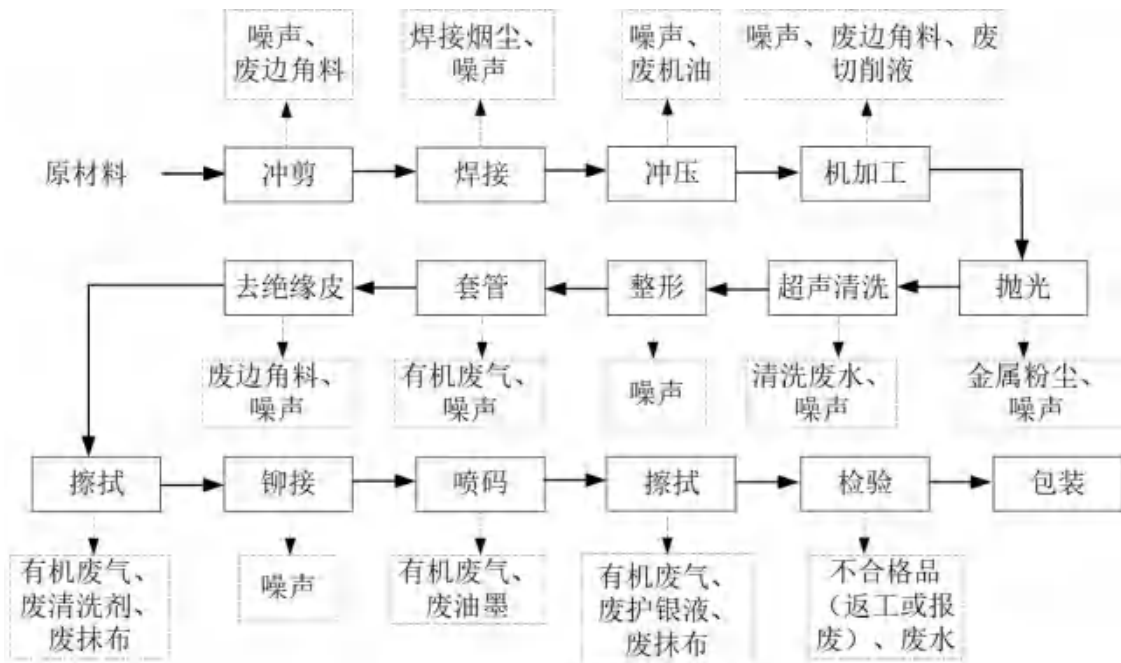 噪声、
废边角料
焊接烟尘、
噪声
噪声、
废机油
噪声、废边角料、废
切削液
原材料
冲剪
焊接
冲压
机加工
去绝缘皮
套管
整形
超声清洗
抛光
废边角料、
噪声
有机废气、
噪声
噪声
清洗废水、
噪声
金属粉尘、
噪声
擦拭
铆接
喷码
擦拭
检验
包装
有机废气、
废清洗剂、
废抹布
噪声
有机废气、
废油墨
有机废气、
废护银液、
废抹布
不合格品
（返工或报
废）、废水